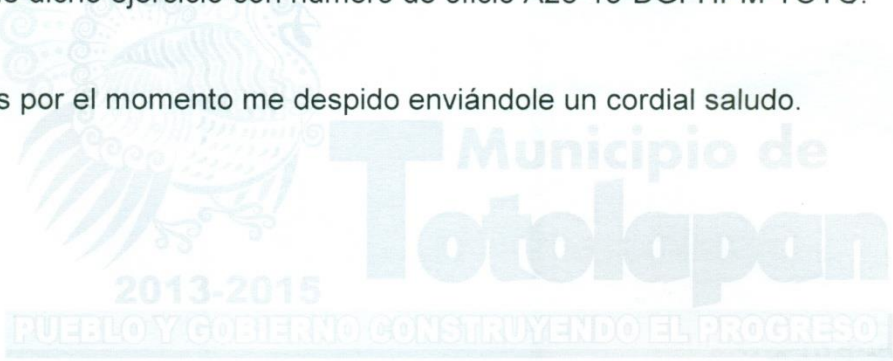 s por el momento me despido enviándole un cordial saludo.
Municipio de
Totolapan
2013-2015
PUEBLO Y GOBIERNO CONSTRUYENDO EL PROGRESO